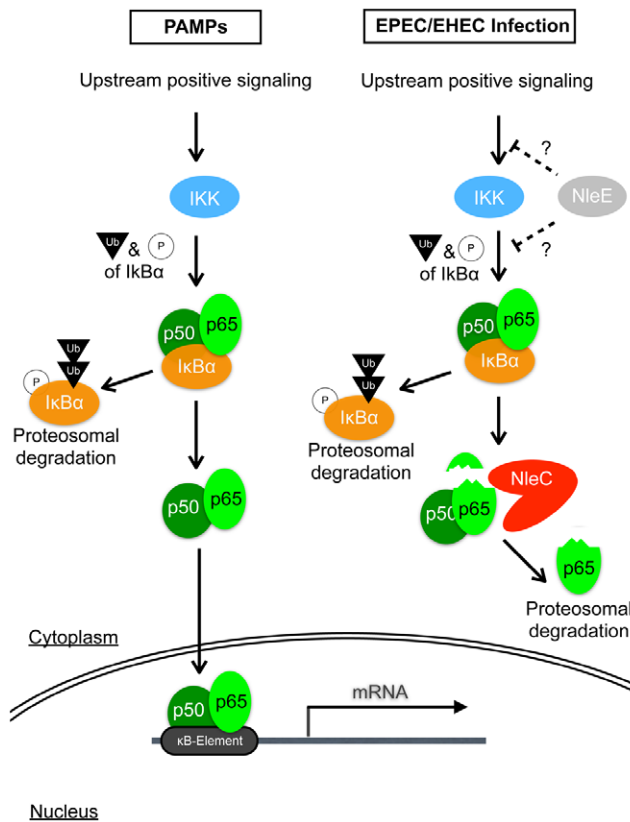 PAMPs
Upstream positive signaling
IKK
Ub & P
of IκBα
p50 p65
IκBα
P Ub
Ub
IκBα
Proteosomal
degradation
p50 p65
Cytoplasm
p50 p65
κB-Element
mRNA
Nucleus
EPEC/EHEC Infection
Upstream positive signaling
?
IKK
NleE
?
Ub & P
of IκBα
p50 p65
IκBα
Ub
P Ub
IκBα
Proteosomal
degradation
NleC
p50 p65
p65
Proteosomal
degradation